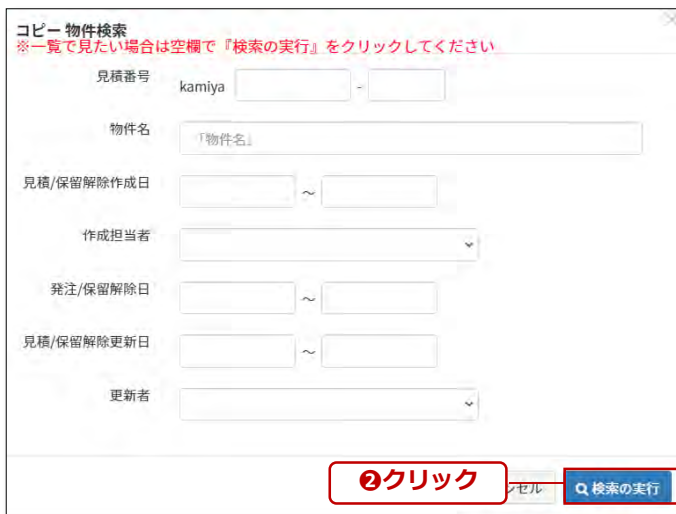 コピー 物件検索
※一覧で見たい場合は空欄で『検索の実行』をクリックしてください
見積番号 kamiya -
物件名 「物件名」
見積/保留解除作成日 ～
作成担当者
発注/保留解除日 ～
見積/保留解除更新日 ～
更新者
❷クリック ンセル 検索の実行